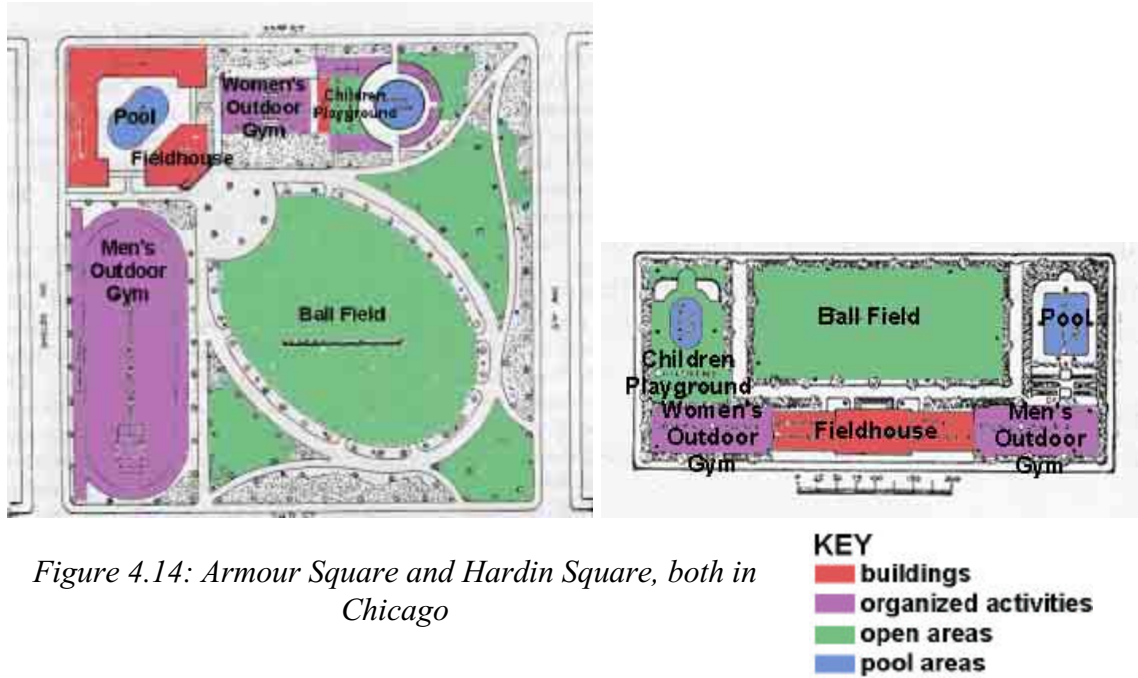 Women's
Outdoor
Gym
Children
Playground
Pool
Fieldhouse
Men's
Outdoor
Gym
Ball Field
Ball Field
Pool
Children
Playground
Women's
Outdoor
Gym
Fieldhouse
Men's
Outdoor
Gym
Figure 4.14: Armour Square and Hardin Square, both in
Chicago
KEY
buildings
organized activities
open areas
pool areas